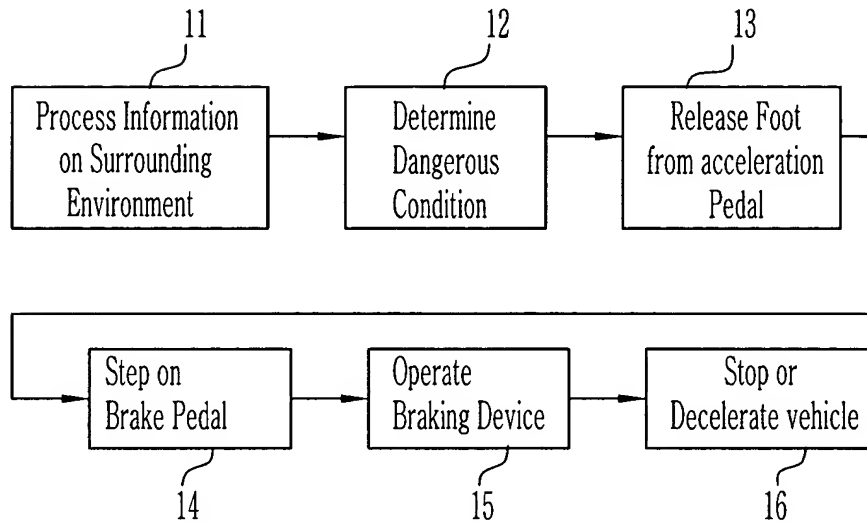 11
12
13
Process Information
on Surrounding
Environment
Determine
Dangerous
Condition
Release Foot
from acceleration
Pedal
Step on
Brake Pedal
Operate
Braking Device
Stop or
Decelerate vehicle
14
15
16